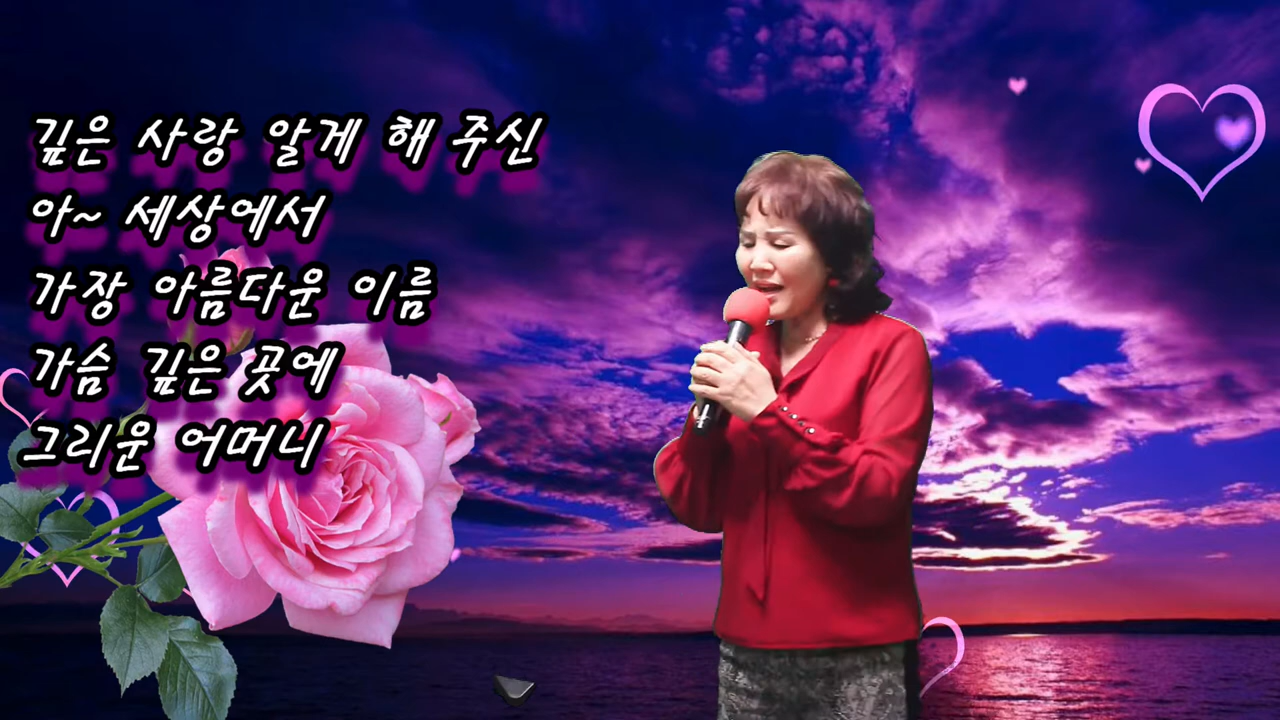 깊은 사랑 알게 해 주신
아~ 세상에서
가장 아름다운 이름
가슴 깊은 곳에
그리운 어머니